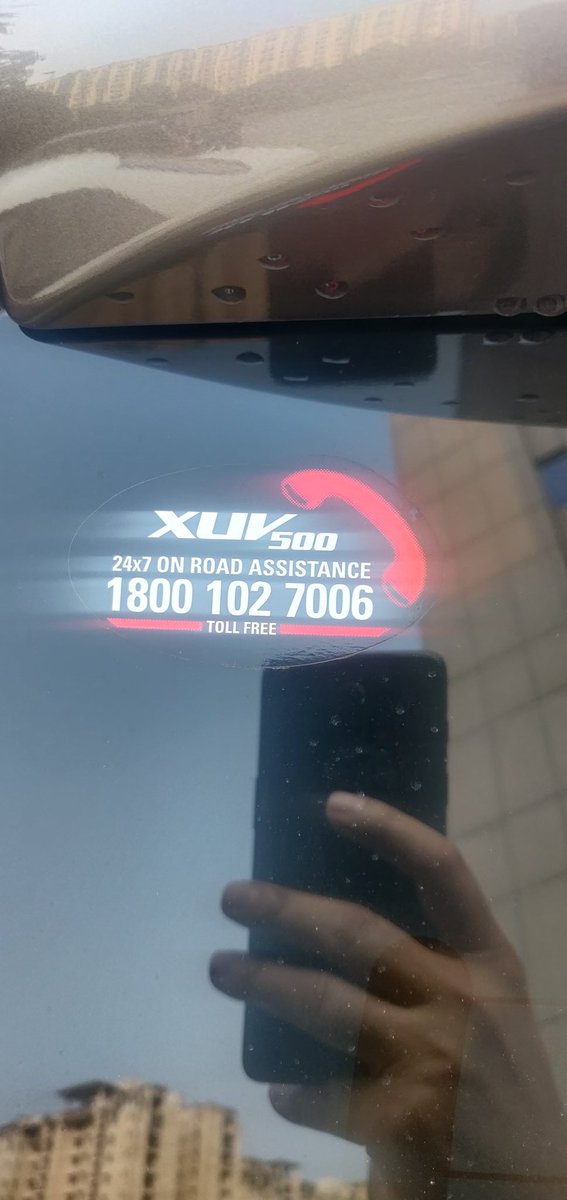 XUV500
24x7 ON ROAD ASSISTANCE
1800 102 7006
TOLL FREE